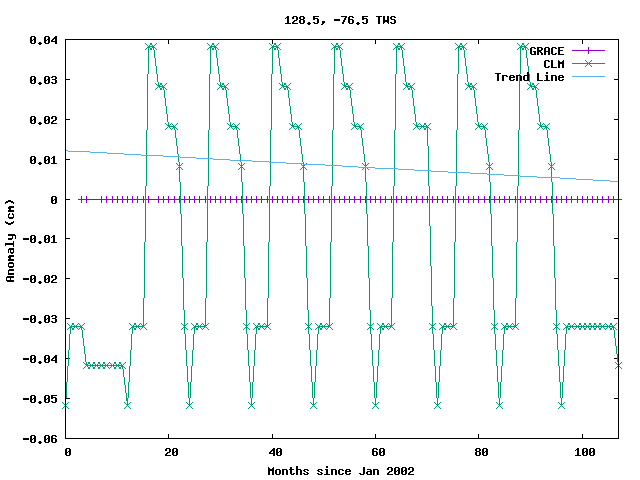 128.5, -76.5 TWS
0.04
0.03
0.02
0.01
0
-0.01
-0.02
-0.03
-0.04
-0.05
-0.06
Anomaly (cm)
GRACE
CLM
Trend Line
0 20 40 60 80 100
Months since Jan 2002